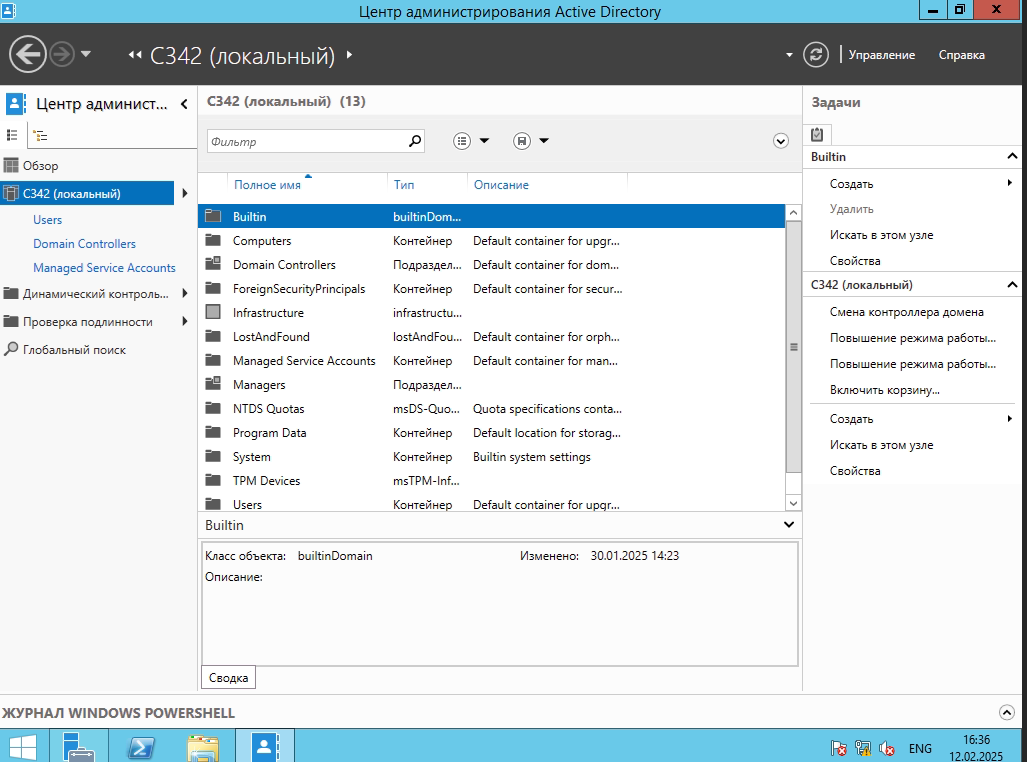 Центр администрирования Active Directory
C342 (локальный)
Управление
Справка
Центр админист...
Обзор
C342 (локальный)
Users
Domain Controllers
Managed Service Accounts
Динамический контроль...
Проверка подлинности
Глобальный поиск
C342 (локальный) (13)
Фильтр
Полное имя Тип Описание
Builtin builtinDom...
Computers Контейнер Default container for upgr...
Domain Controllers Подраздел... Default container for dom...
ForeignSecurityPrincipals Контейнер Default container for secur...
Infrastructure infrastructu...
LostAndFound lostAndFou... Default container for orph...
Managed Service Accounts Контейнер Default container for man...
Managers Подраздел...
NTDS Quotas msDS-Quo... Quota specifications conta...
Program Data Контейнер Default location for storag...
System Контейнер Builtin system settings
TPM Devices msTPM-Inf...
Users Контейнер Default container for upgr...
Builtin
Класс объекта: builtinDomain Изменено: 30.01.2025 14:23
Описание:
Сводка
Задачи
Builtin
Создать
Удалить
Искать в этом узле
Свойства
C342 (локальный)
Смена контроллера домена
Повышение режима работы...
Повышение режима работы...
Включить корзину...
Создать
Искать в этом узле
Свойства
ЖУРНАЛ WINDOWS POWERSHELL
ENG
16:36
12.02.2025